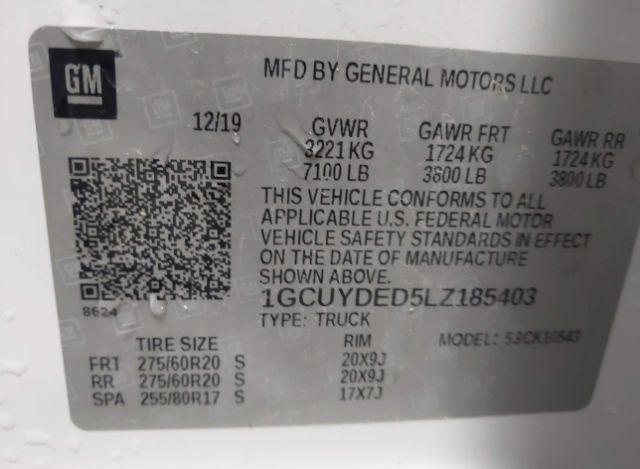 GM
MFD BY GENERAL MOTORS LLC
12/19 GVWR GAWR FRT GAWR RR
3221 KG 1724 KG 1724 KG
7100 LB 3800 LB 3800 LB
THIS VEHICLE CONFORMS TO ALL
APPLICABLE U.S. FEDERAL MOTOR
VEHICLE SAFETY STANDARDS IN EFFECT
ON THE DATE OF MANUFACTURE
SHOWN ABOVE.
1GCUYDED5LZ185403
8624
TYPE: TRUCK
TIRE SIZE RIM MODEL: 53CK10543
FRT 275/60R20 S 20X9J
RR 275/60R20 S 20X9J
SPA 255/80R17 S 17X7J